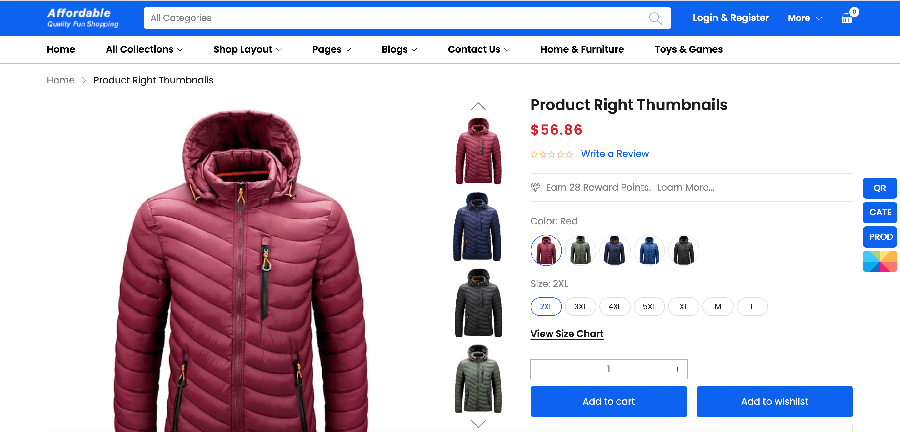 Affordable
Quality Fun Shopping
All Categories
Login & Register
More
0
Home
All Collections
Shop Layout
Pages
Blogs
Contact Us
Home & Furniture
Toys & Games
Home > Product Right Thumbnails
Product Right Thumbnails
$56.86
Write a Review
Earn 28 Reward Points. Learn More...
QR
CATE
PROD
Color: Red
Size: 2XL
2XL 3XL 4XL 5XL XL M L
View Size Chart
1 +
Add to cart
Add to wishlist